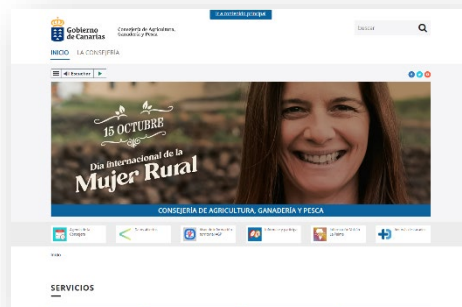 Ir a contenido principal
Gobierno
de Canarias
Consejería de Agricultura,
Ganadería y Pesca
buscar
INICIO LA CONSEJERÍA
Escuchar
15 OCTUBRE
Día Internacional de la
Mujer Rural
CONSEJERÍA DE AGRICULTURA, GANADERÍA Y PESCA
Inicio
SERVICIOS